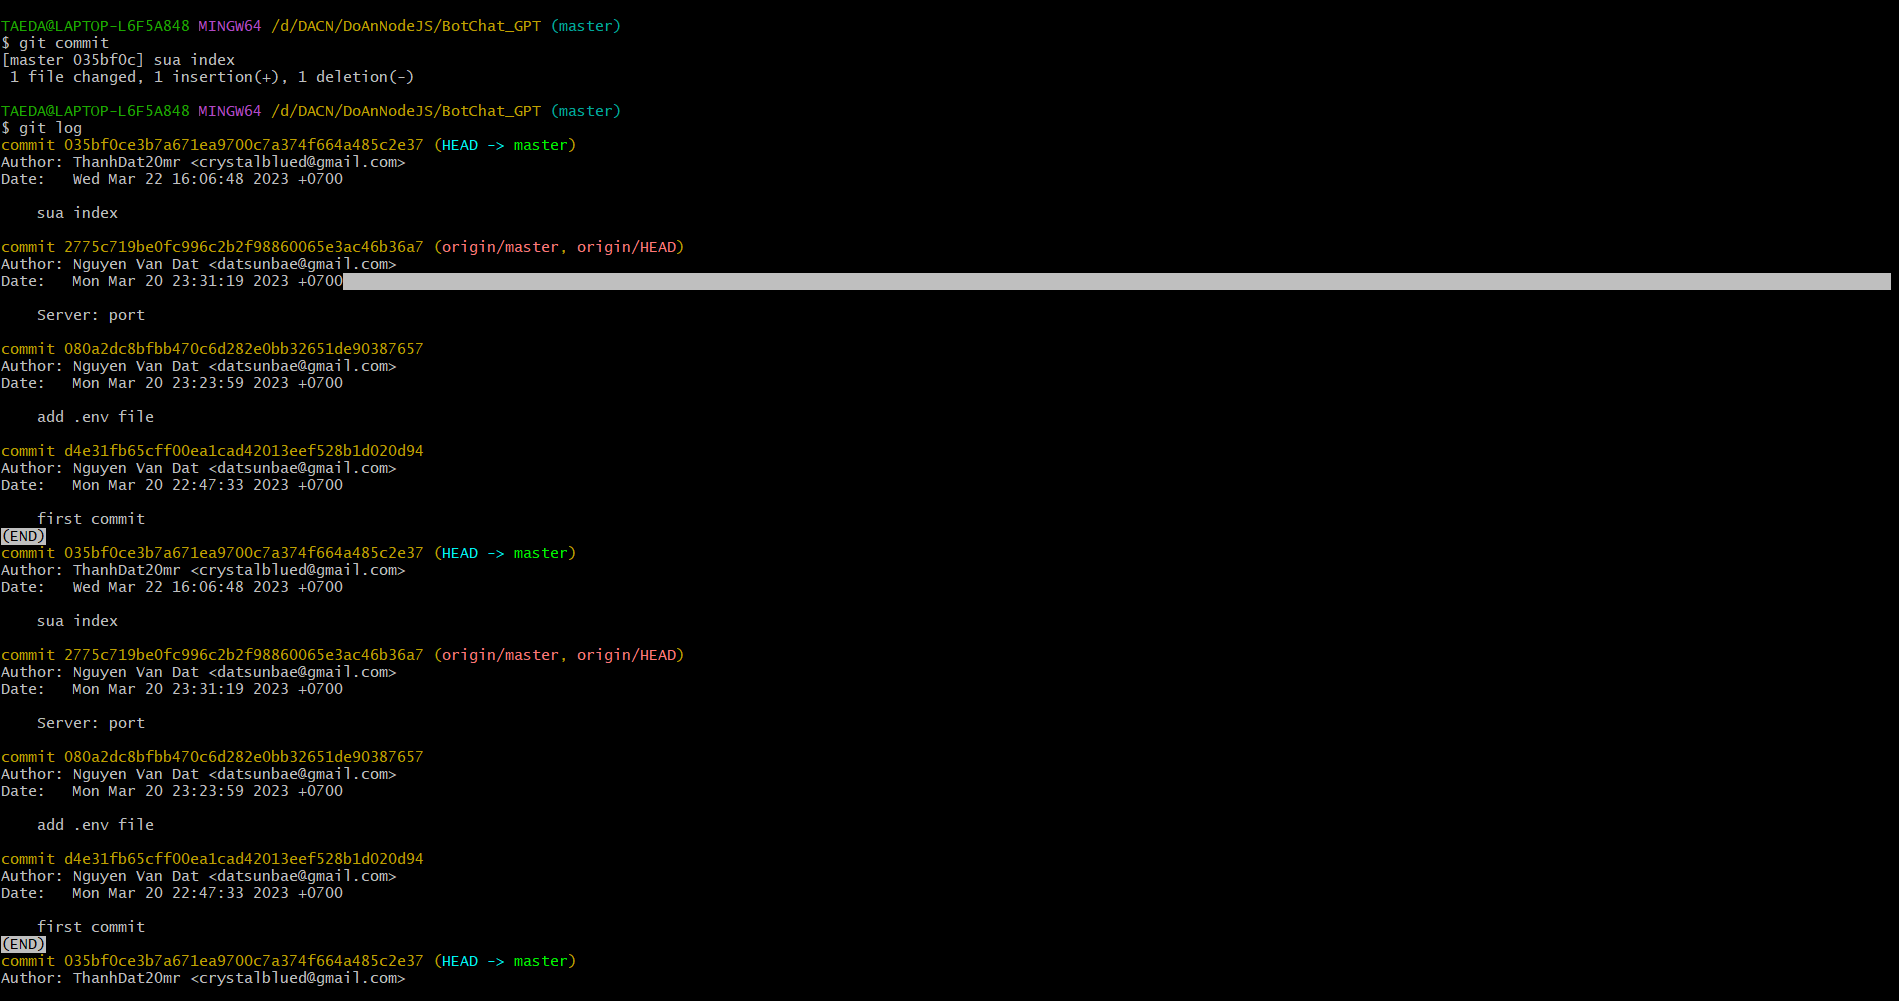 TAEDA@LAPTOP-L6F5A848 MINGW64 /d/DACN/DoAnNodeJS/BotChat_GPT (master)
$ git commit
[master 035bf0c] sua index
 1 file changed, 1 insertion(+), 1 deletion(-)
TAEDA@LAPTOP-L6F5A848 MINGW64 /d/DACN/DoAnNodeJS/BotChat_GPT (master)
$ git log
commit 035bf0ce3b7a671ea9700c7a374f664a485c2e37 (HEAD -> master)
Author: ThanhDat20mr <crystalblued@gmail.com>
Date:   Wed Mar 22 16:06:48 2023 +0700
    sua index
commit 2775c719be0fc996c2b2f98860065e3ac46b36a7 (origin/master, origin/HEAD)
Author: Nguyen Van Dat <datsunbae@gmail.com>
Date:   Mon Mar 20 23:31:19 2023 +0700
    Server: port
commit 080a2dc8bfbb470c6d282e0bb32651de90387657
Author: Nguyen Van Dat <datsunbae@gmail.com>
Date:   Mon Mar 20 23:23:59 2023 +0700
    add .env file
commit d4e31fb65cff00ea1cad42013eef528b1d020d94
Author: Nguyen Van Dat <datsunbae@gmail.com>
Date:   Mon Mar 20 22:47:33 2023 +0700
    first commit
(END)
commit 035bf0ce3b7a671ea9700c7a374f664a485c2e37 (HEAD -> master)
Author: ThanhDat20mr <crystalblued@gmail.com>
Date:   Wed Mar 22 16:06:48 2023 +0700
    sua index
commit 2775c719be0fc996c2b2f98860065e3ac46b36a7 (origin/master, origin/HEAD)
Author: Nguyen Van Dat <datsunbae@gmail.com>
Date:   Mon Mar 20 23:31:19 2023 +0700
    Server: port
commit 080a2dc8bfbb470c6d282e0bb32651de90387657
Author: Nguyen Van Dat <datsunbae@gmail.com>
Date:   Mon Mar 20 23:23:59 2023 +0700
    add .env file
commit d4e31fb65cff00ea1cad42013eef528b1d020d94
Author: Nguyen Van Dat <datsunbae@gmail.com>
Date:   Mon Mar 20 22:47:33 2023 +0700
    first commit
(END)
commit 035bf0ce3b7a671ea9700c7a374f664a485c2e37 (HEAD -> master)
Author: ThanhDat20mr <crystalblued@gmail.com>